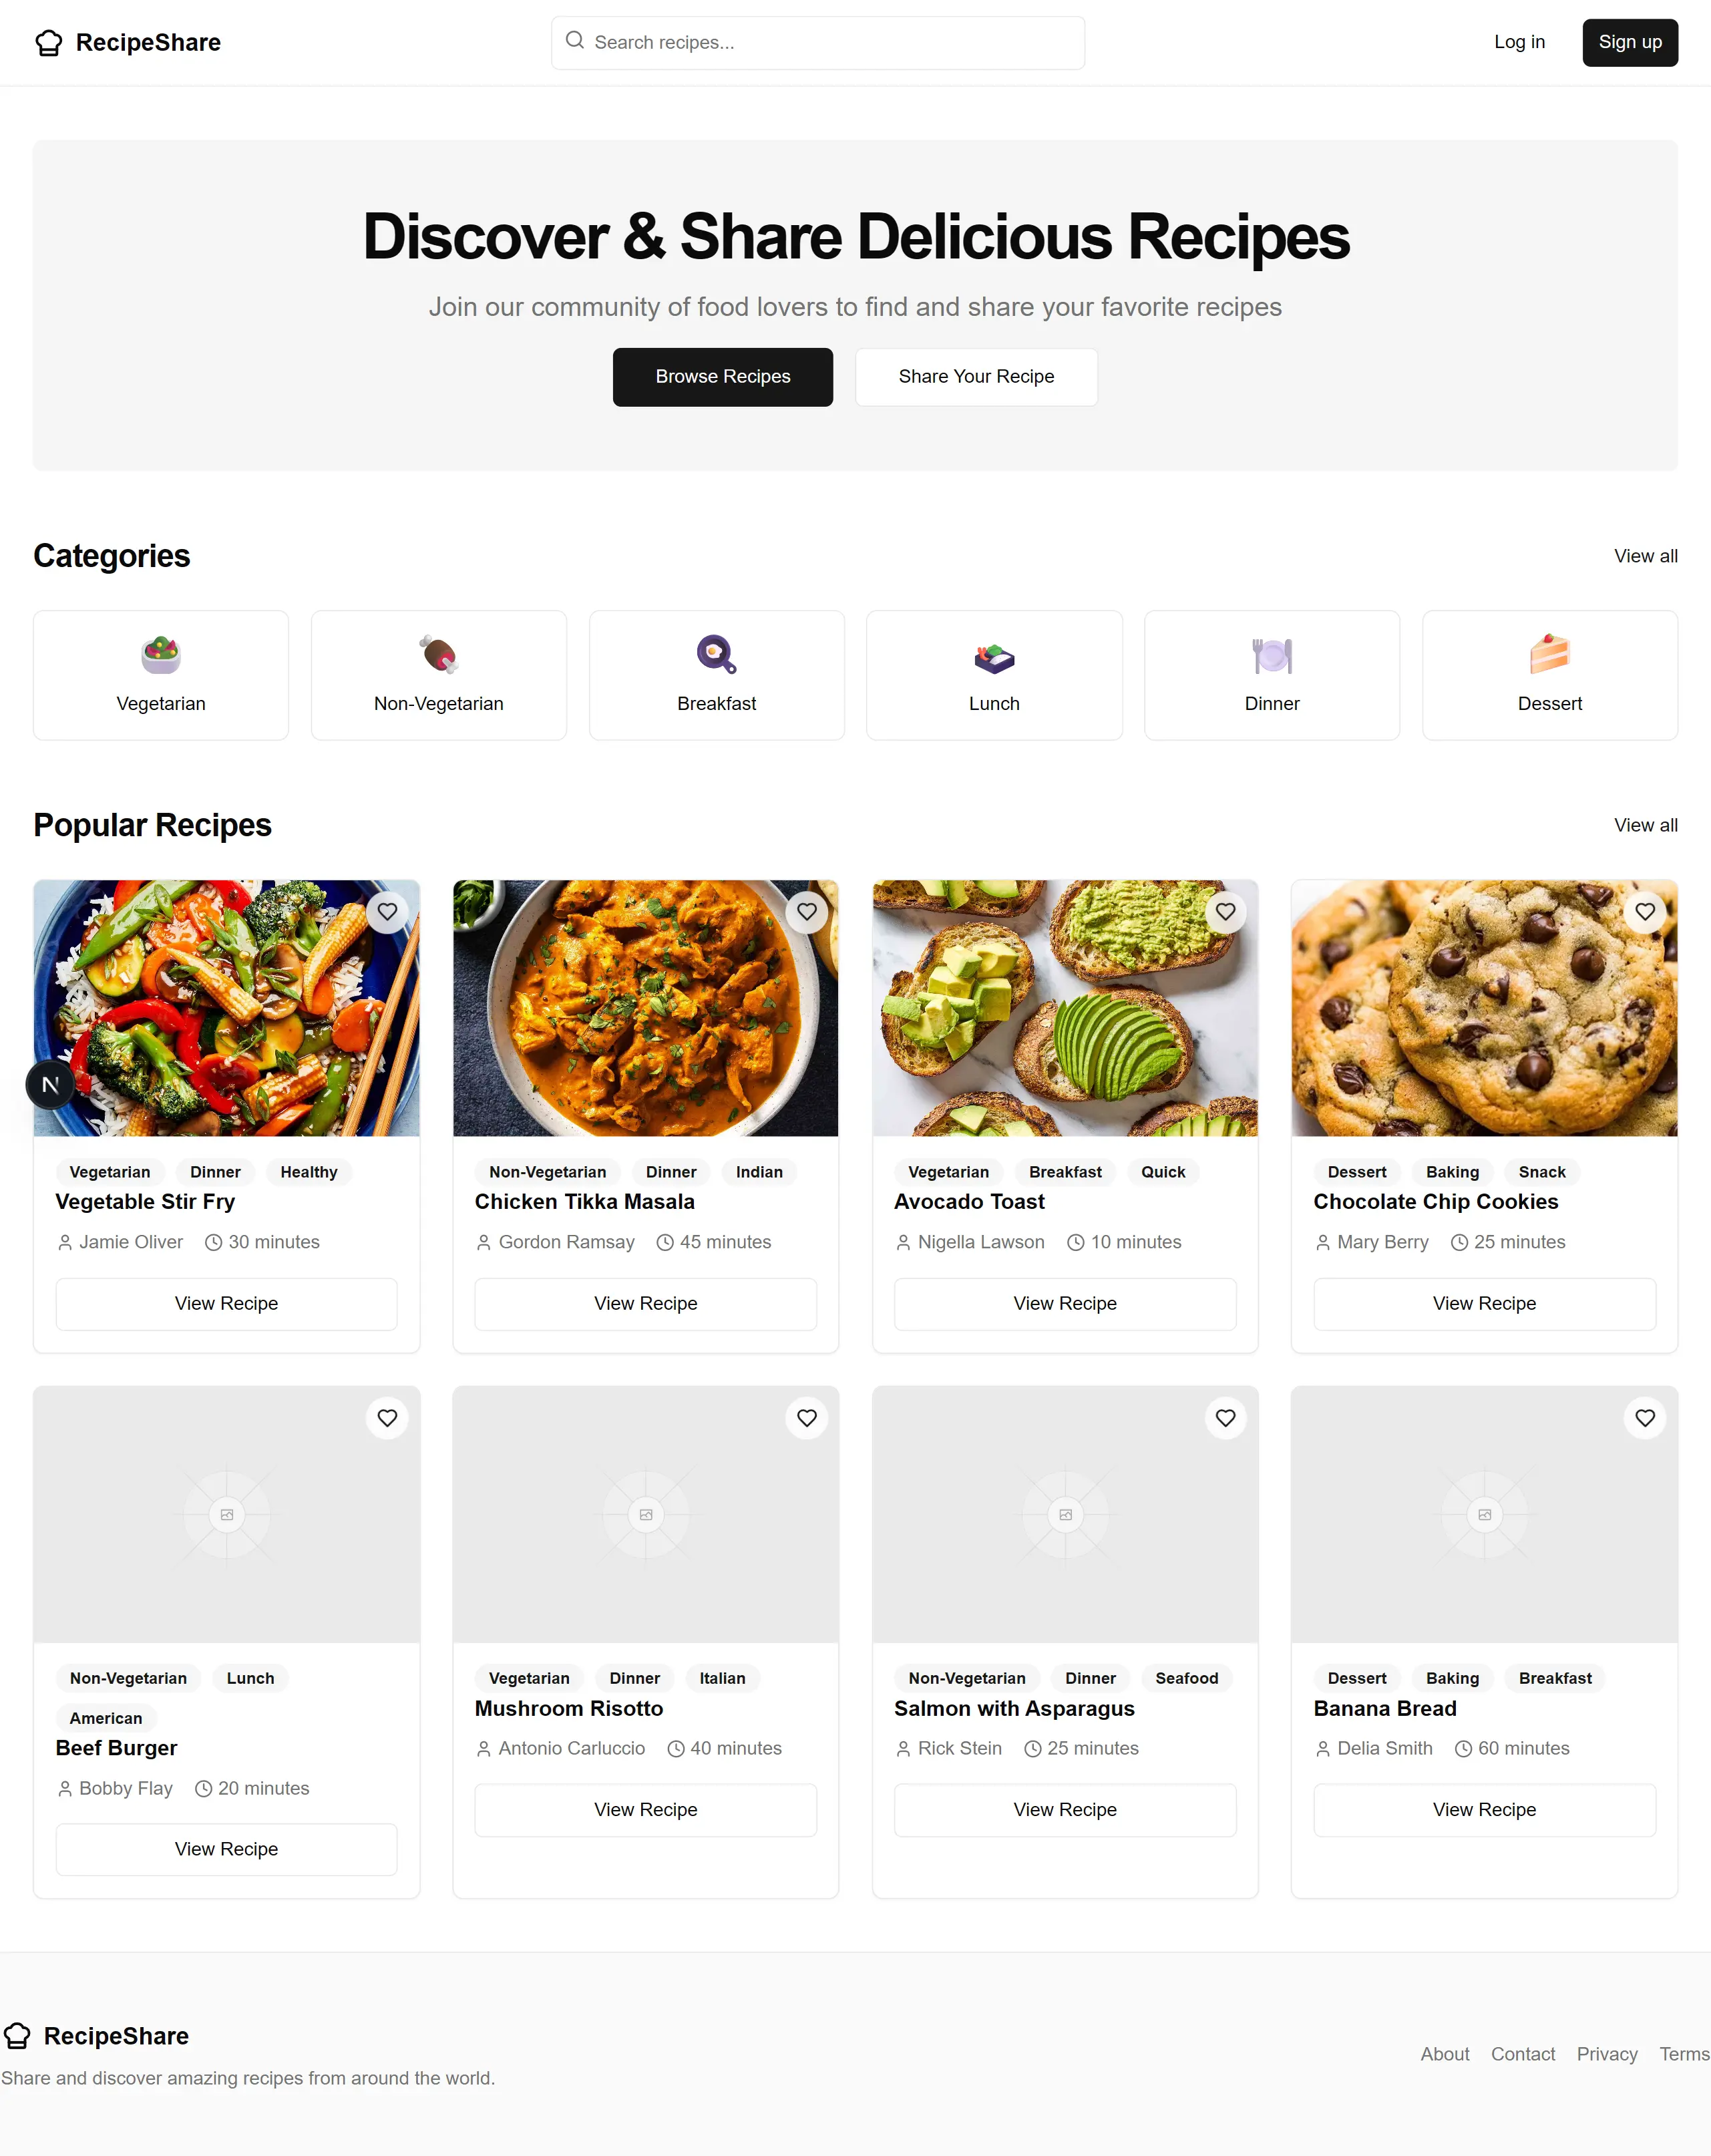 RecipeShare
Search recipes...
Log in
Sign up
Discover & Share Delicious Recipes
Join our community of food lovers to find and share your favorite recipes
Browse Recipes
Share Your Recipe
Categories
View all
Vegetarian
Non-Vegetarian
Breakfast
Lunch
Dinner
Dessert
Popular Recipes
View all
N
Vegetarian Dinner Healthy
Vegetable Stir Fry
Jamie Oliver 30 minutes
View Recipe
Non-Vegetarian Dinner Indian
Chicken Tikka Masala
Gordon Ramsay 45 minutes
View Recipe
Vegetarian Breakfast Quick
Avocado Toast
Nigella Lawson 10 minutes
View Recipe
Dessert Baking Snack
Chocolate Chip Cookies
Mary Berry 25 minutes
View Recipe
Non-Vegetarian Lunch
American
Beef Burger
Bobby Flay 20 minutes
View Recipe
Vegetarian Dinner Italian
Mushroom Risotto
Antonio Carluccio 40 minutes
View Recipe
Non-Vegetarian Dinner Seafood
Salmon with Asparagus
Rick Stein 25 minutes
View Recipe
Dessert Baking Breakfast
Banana Bread
Delia Smith 60 minutes
View Recipe
RecipeShare
Share and discover amazing recipes from around the world.
About Contact Privacy Terms